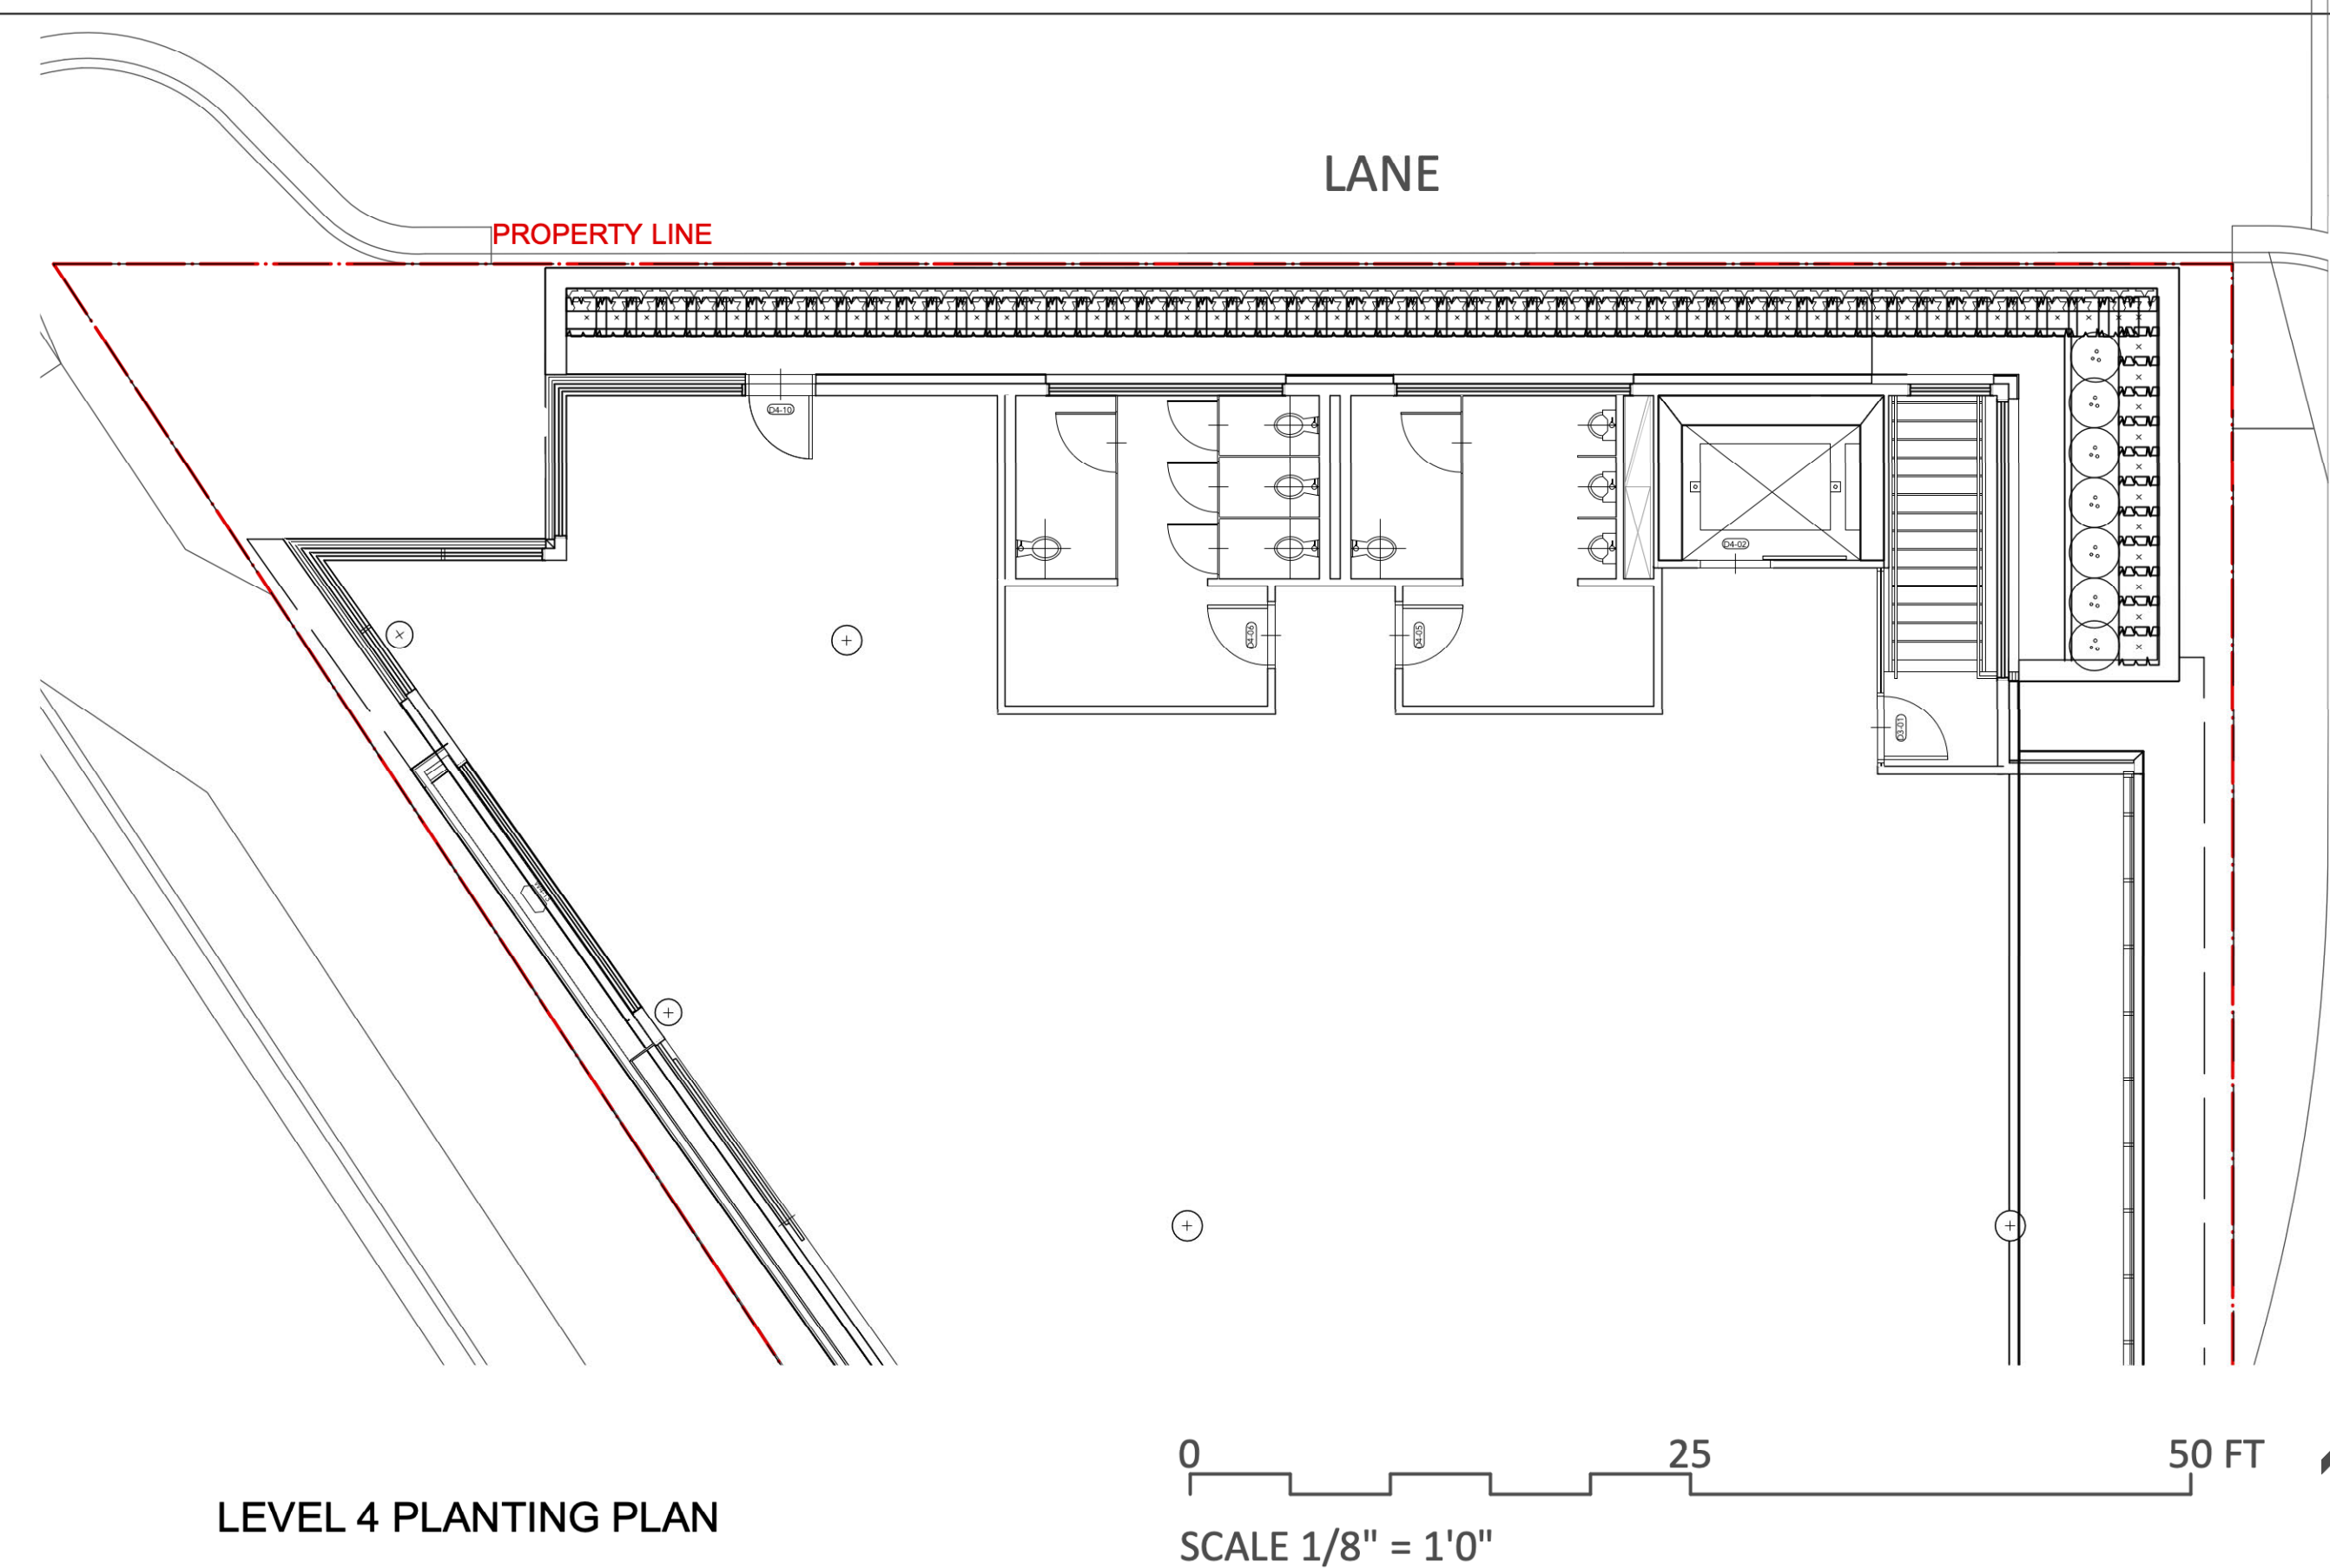 LANE
PROPERTY LINE
D4-10
D4-02
D4-06
D4-05
D3-01
0 25 50 FT
LEVEL 4 PLANTING PLAN
SCALE 1/8" = 1'0"